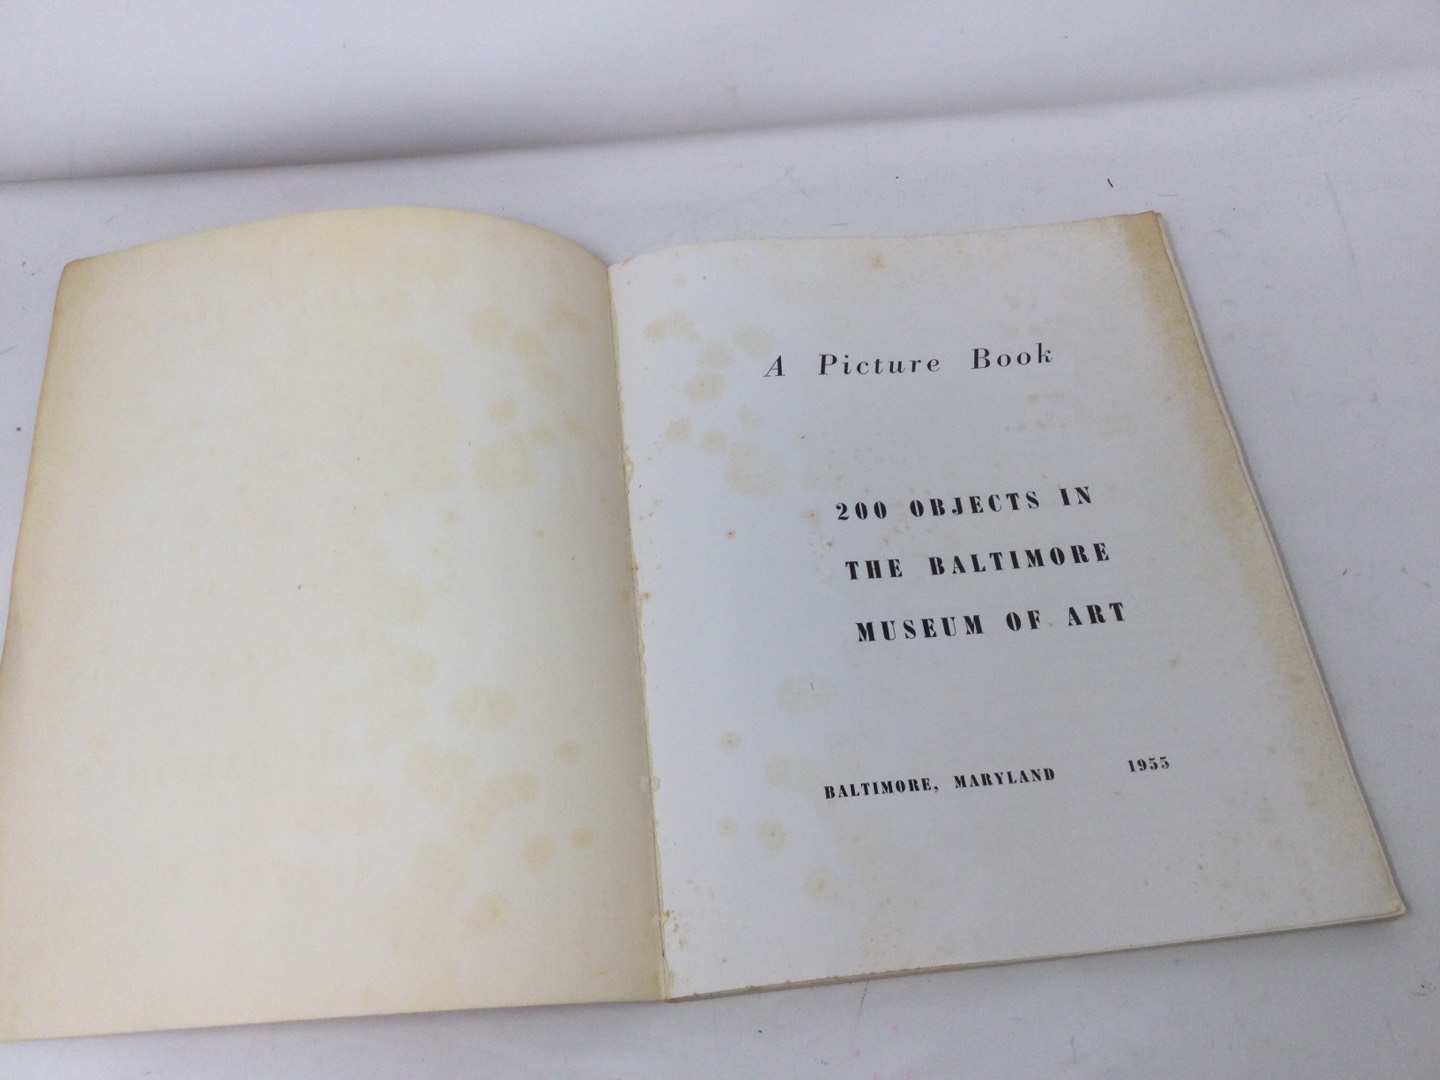 A Picture Book
200 OBJECTS IN
THE BALTIMORE
MUSEUM OF ART
BALTIMORE, MARYLAND 1955